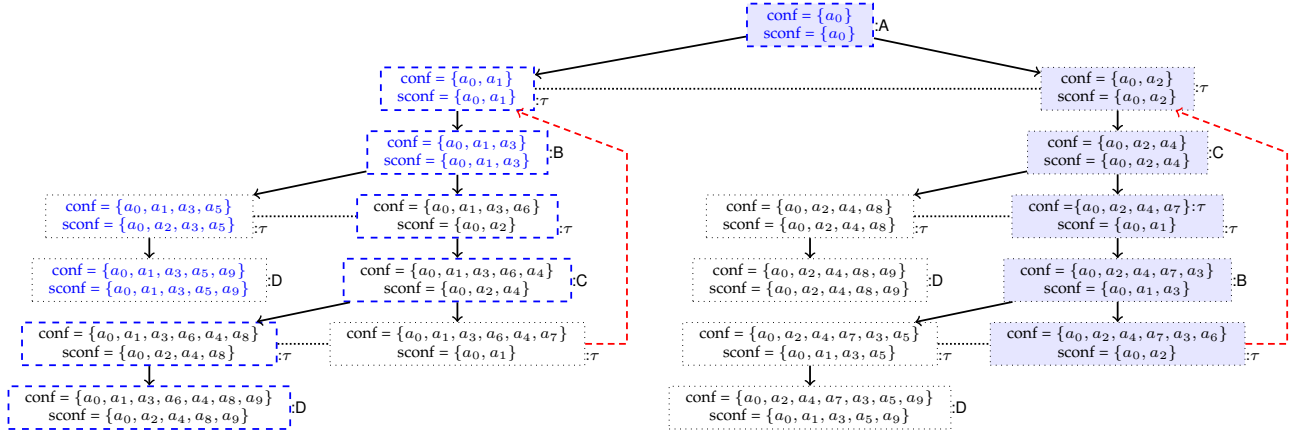 conf = {a₀}
sconf = {a₀}
:A
conf = {a₀, a₁}
sconf = {a₀, a₁}
:τ
conf = {a₀, a₂}
sconf = {a₀, a₂}
:τ
conf = {a₀, a₁, a₃}
sconf = {a₀, a₁, a₃}
:B
conf = {a₀, a₂, a₄}
sconf = {a₀, a₂, a₄}
:C
conf = {a₀, a₁, a₃, a₅}
sconf = {a₀, a₂, a₃, a₅}
:τ
conf = {a₀, a₁, a₃, a₆}
sconf = {a₀, a₂}
:τ
conf = {a₀, a₂, a₄, a₈}
sconf = {a₀, a₂, a₄, a₈}
:τ
conf ={a₀, a₂, a₄, a₇}:τ
sconf = {a₀, a₁}
:τ
conf = {a₀, a₁, a₃, a₅, a₉}
sconf = {a₀, a₁, a₃, a₅, a₉}
:D
conf = {a₀, a₁, a₃, a₆, a₄}
sconf = {a₀, a₂, a₄}
:C
conf = {a₀, a₂, a₄, a₈, a₉}
sconf = {a₀, a₂, a₄, a₈, a₉}
:D
conf = {a₀, a₂, a₄, a₇, a₃}
sconf = {a₀, a₁, a₃}
:B
conf = {a₀, a₁, a₃, a₆, a₄, a₈}
sconf = {a₀, a₂, a₄, a₈}
:τ
conf = {a₀, a₁, a₃, a₆, a₄, a₇}
sconf = {a₀, a₁}
:τ
conf = {a₀, a₂, a₄, a₇, a₃, a₅}
sconf = {a₀, a₁, a₃, a₅}
:τ
conf = {a₀, a₂, a₄, a₇, a₃, a₆}
sconf = {a₀, a₂}
:τ
conf = {a₀, a₁, a₃, a₆, a₄, a₈, a₉}
sconf = {a₀, a₂, a₄, a₈, a₉}
:D
conf = {a₀, a₂, a₄, a₇, a₃, a₅, a₉}
sconf = {a₀, a₁, a₃, a₅, a₉}
:D